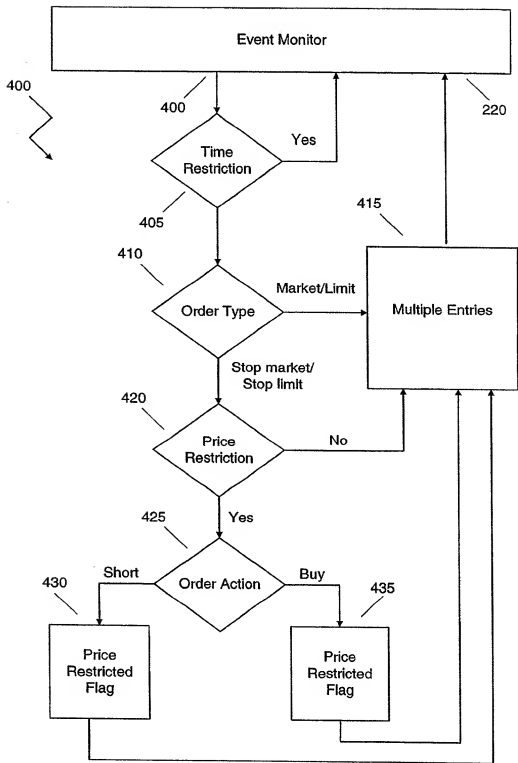 Event Monitor
400
400
220
Time
Restriction
Yes
405
415
410
Order Type
Market/Limit
Multiple Entries
Stop market/
Stop limit
420
Price
Restriction
No
Yes
425
Short
Order Action
Buy
430
435
Price
Restricted
Flag
Price
Restricted
Flag